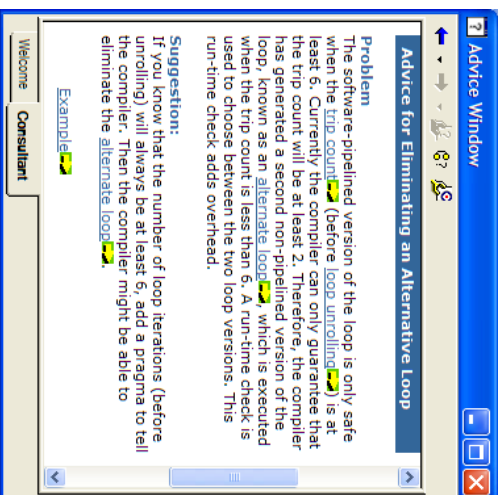 Advice Window
Advice for Eliminating an Alternative Loop
Problem
The software-pipelined version of the loop is only safe
when the trip count (before loop unrolling) is at
least 6. Currently the compiler can only guarantee that
the trip count will be at least 2. Therefore, the compiler
has generated a second non-pipelined version of the
loop, known as an alternate loop, which is executed
when the trip count is less than 6. A run-time check is
used to choose between the two loop versions. This
run-time check adds overhead.
Suggestion:
If you know that the number of loop iterations (before
unrolling) will always be at least 6, add a pragma to tell
the compiler. Then the compiler might be able to
eliminate the alternate loop.
Example
Welcome
Consultant